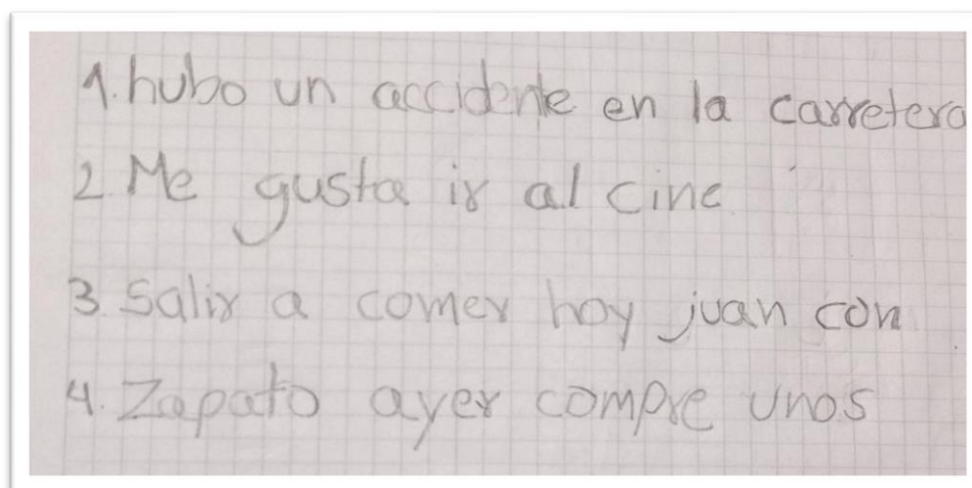 1. hubo un accidente en la carretera
2 Me gusta ir al cine
3. Salir a comer hoy juan con
4. Zapato ayer compre unos